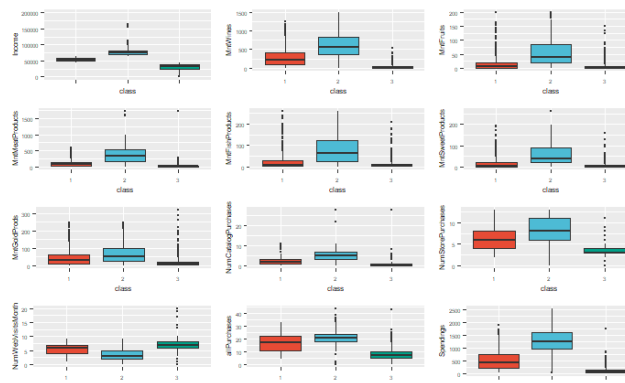 Income
200000
150000
100000
50000
0
1 2 3
class
MntWines
1500
1000
500
0
1 2 3
class
MntFruits
200
150
100
50
0
1 2 3
class
MntMeatProducts
1500
1000
500
0
1 2 3
class
MntFishProducts
250
200
150
100
50
0
1 2 3
class
MntSweetProducts
200
100
0
1 2 3
class
MntGoldProds
300
200
100
0
1 2 3
class
NumCatalogPurchases
20
10
0
1 2 3
class
NumStorePurchases
10
5
0
1 2 3
class
NumWebVisitsMonth
20
15
10
5
0
1 2 3
allPurchases
40
30
20
10
0
1 2 3
Spendings
2500
2000
1500
1000
500
0
1 2 3